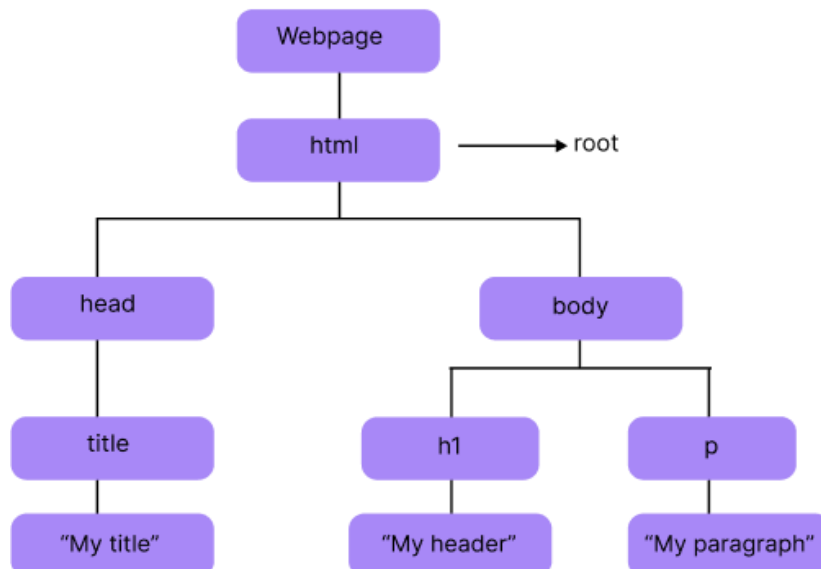 Webpage
html
root
head
body
title
h1
p
“My title”
“My header”
“My paragraph”